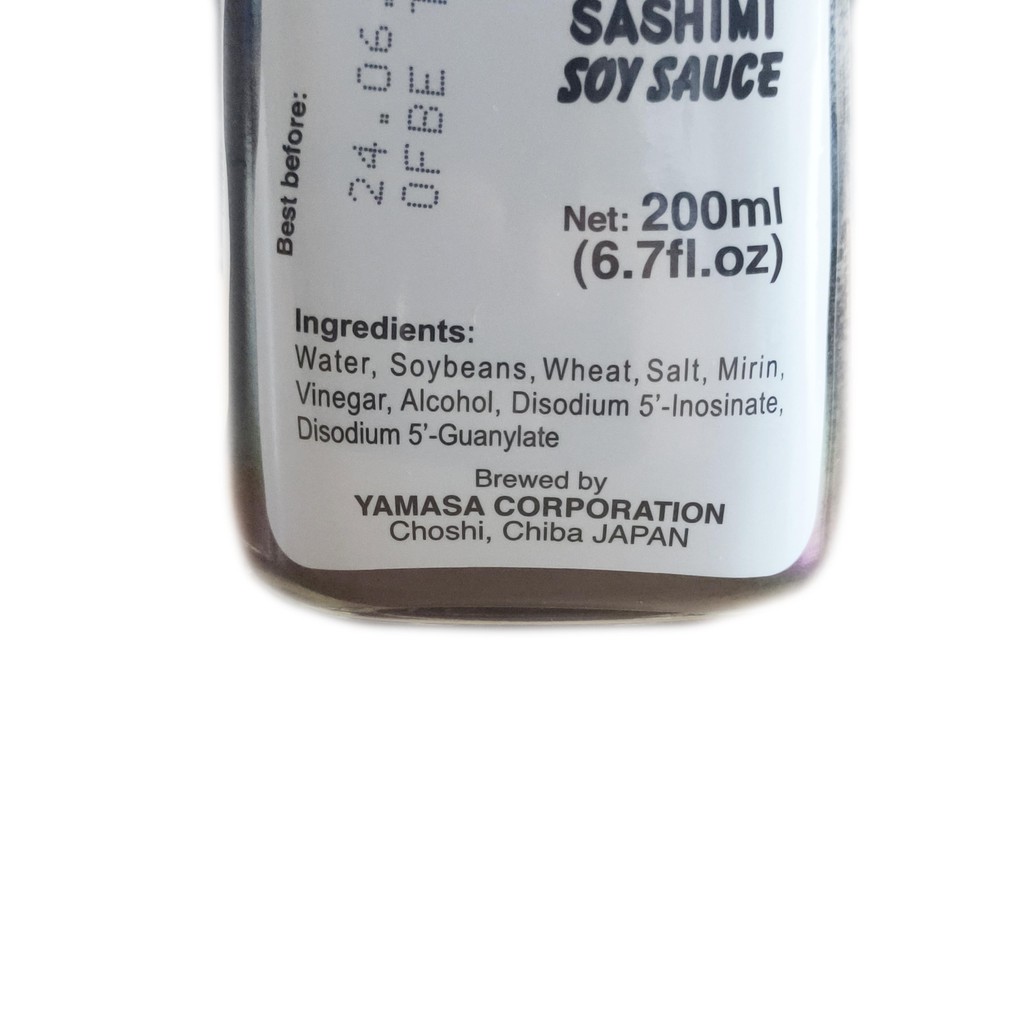 SASHIMI
SOY SAUCE
Best before:
24.06
OFBE
Net: 200ml
(6.7fl.oz)
Ingredients:
Water, Soybeans, Wheat, Salt, Mirin,
Vinegar, Alcohol, Disodium 5'-Inosinate,
Disodium 5'-Guanylate
Brewed by
YAMASA CORPORATION
Choshi, Chiba JAPAN